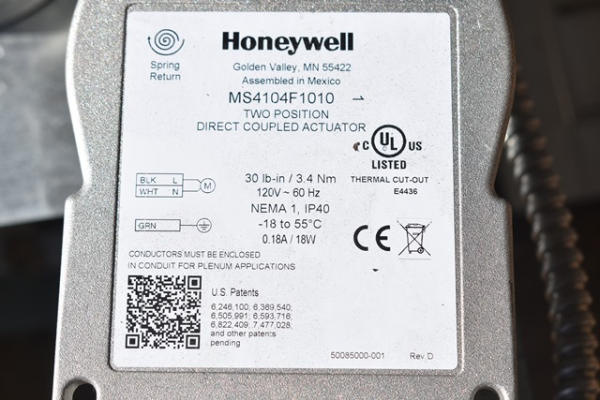 Honeywell
Spring
Return
Golden Valley, MN 55422
Assembled in Mexico
MS4104F1010
TWO POSITION
DIRECT COUPLED ACTUATOR
C UL US
LISTED
THERMAL CUT-OUT
E4436
BLK L
WHT N
M
GRN
30 lb-in / 3.4 Nm
120V ~ 60 Hz
NEMA 1, IP40
-18 to 55°C
0.18A / 18W
CE
CONDUCTORS MUST BE ENCLOSED
IN CONDUIT FOR PLENUM APPLICATIONS
U.S. Patents
6,246,100; 6,369,540;
6,505,991; 6,593,716;
6,822,409; 7,477,028;
and other patents
pending
50085000-001 Rev. D